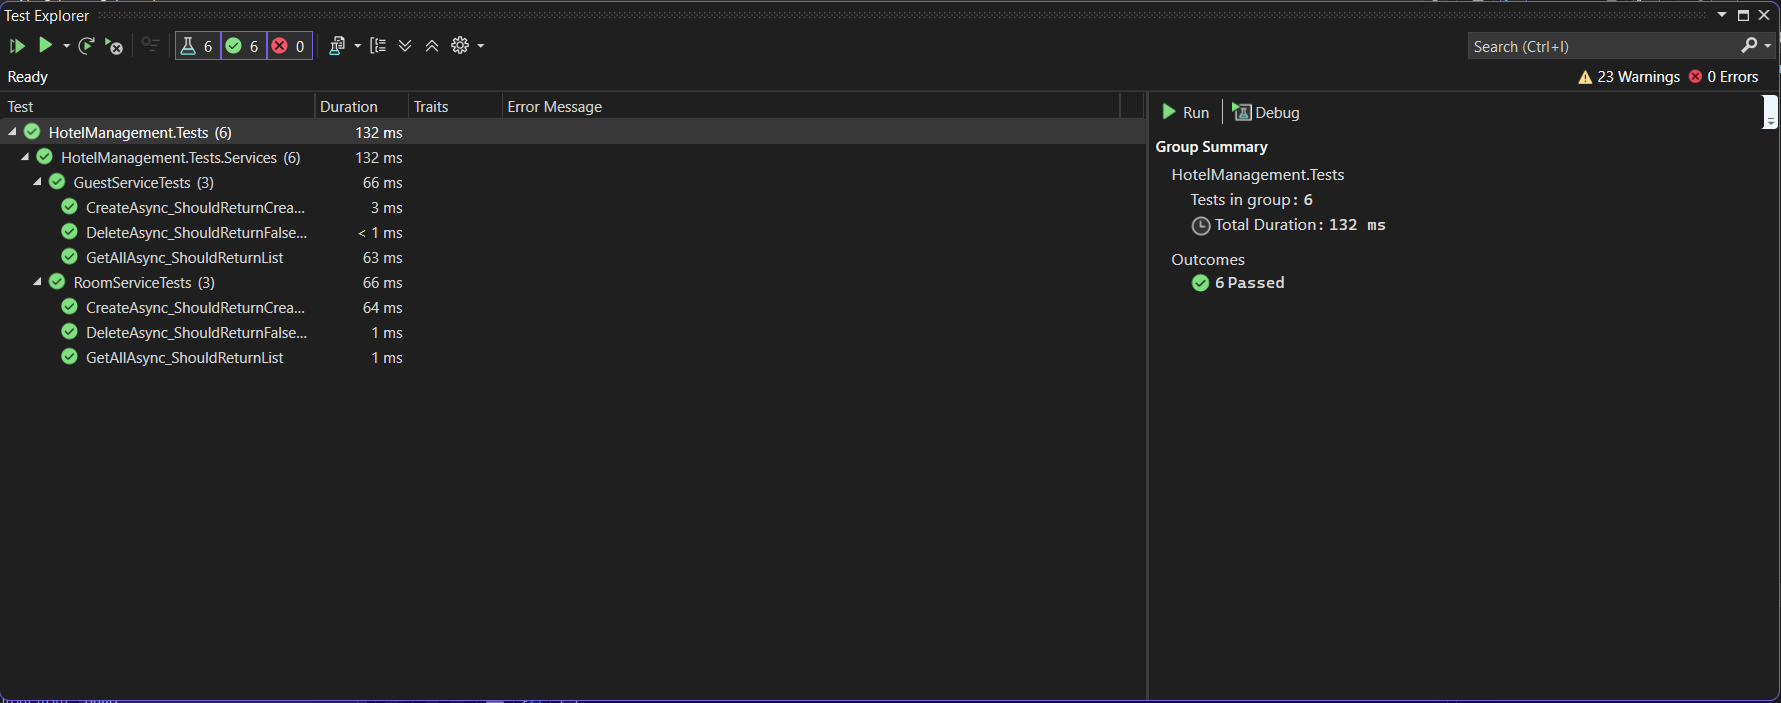 Test Explorer
6 6 0
Search (Ctrl+I)
Ready
23 Warnings 0 Errors
Test Duration Traits Error Message
HotelManagement.Tests (6) 132 ms
HotelManagement.Tests.Services (6) 132 ms
GuestServiceTests (3) 66 ms
CreateAsync_ShouldReturnCrea... 3 ms
DeleteAsync_ShouldReturnFalse... < 1 ms
GetAllAsync_ShouldReturnList 63 ms
RoomServiceTests (3) 66 ms
CreateAsync_ShouldReturnCrea... 64 ms
DeleteAsync_ShouldReturnFalse... 1 ms
GetAllAsync_ShouldReturnList 1 ms
Run Debug
Group Summary
HotelManagement.Tests
Tests in group: 6
Total Duration: 132 ms
Outcomes
6 Passed